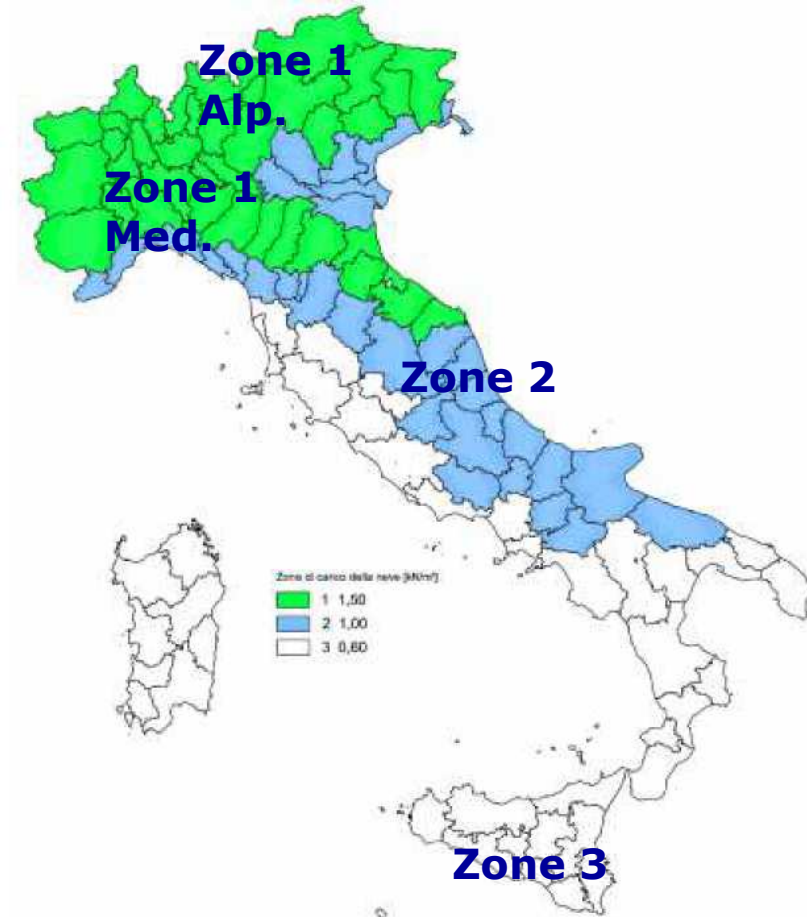 Zone 1
Alp.
Zone 1
Med.
Zone 2
Zone di carico della neve [kN/m²]
1 1,50
2 1,00
3 0,60
Zone 3